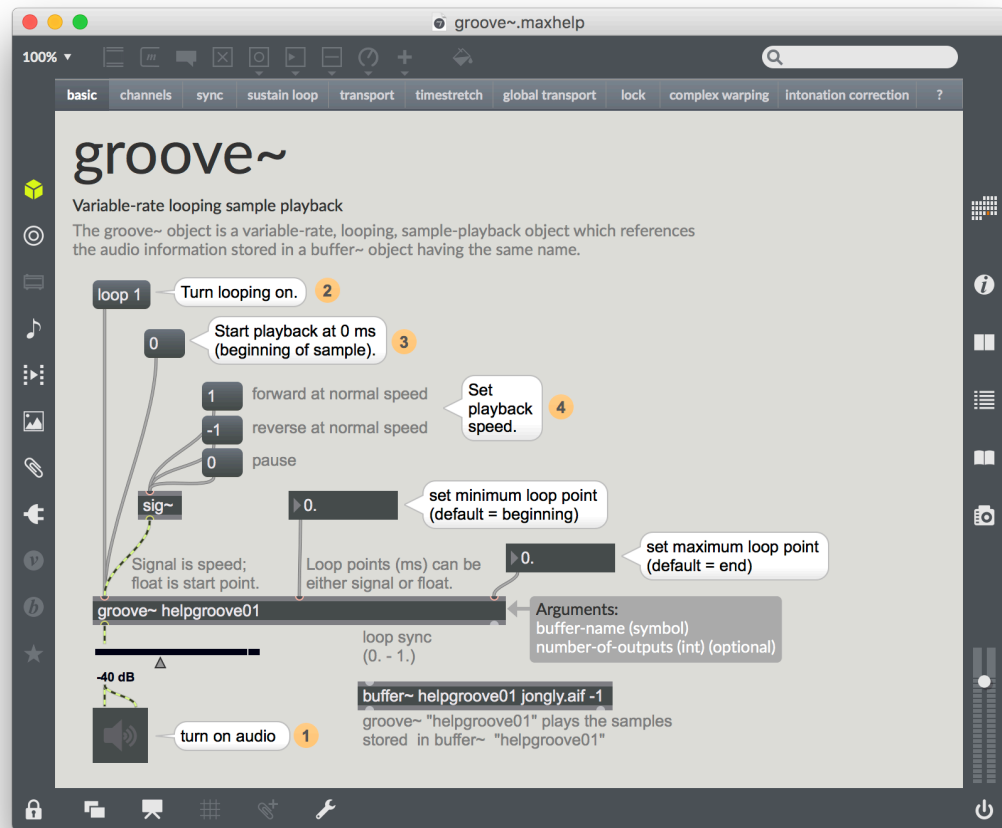 groove~.maxhelp
100%
basic channels sync sustain loop transport timestretch global transport lock complex warping intonation correction ?
groove~
Variable-rate looping sample playback
The groove~ object is a variable-rate, looping, sample-playback object which references
the audio information stored in a buffer~ object having the same name.
loop 1
Turn looping on.
2
0
Start playback at 0 ms
(beginning of sample).
3
1
forward at normal speed
-1
reverse at normal speed
0
pause
Set
playback
speed.
4
sig~
0.
set minimum loop point
(default = beginning)
0.
set maximum loop point
(default = end)
Signal is speed;
float is start point.
Loop points (ms) can be
either signal or float.
groove~ helpgroove01
Arguments:
buffer-name (symbol)
number-of-outputs (int) (optional)
loop sync
(0. - 1.)
-40 dB
buffer~ helpgroove01 jongly.aif -1
groove~ "helpgroove01" plays the samples
stored in buffer~ "helpgroove01"
turn on audio
1